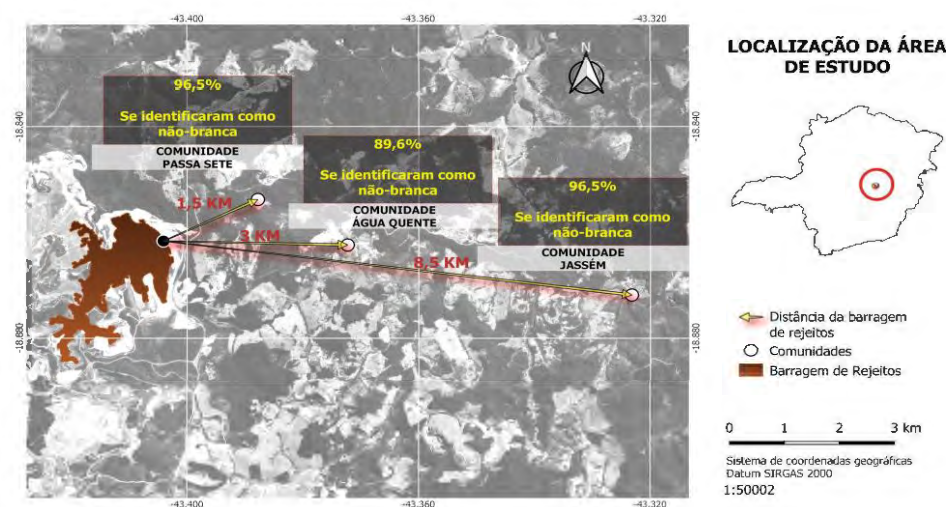 -43.400
-43.360
-43.320
LOCALIZAÇÃO DA ÁREA
DE ESTUDO
N
96,5%
Se identificaram como
não-branca
COMUNIDADE
PASSA SETE
-18.840
-18.840
89,6%
Se identificaram como
não-branca
COMUNIDADE
ÁGUA QUENTE
96,5%
Se identificaram como
não-branca
COMUNIDADE
JASSÉM
1,5 KM
3 KM
8,5 KM
-18.880
-18.880
Distância da barragem
de rejeitos
Comunidades
Barragem de Rejeitos
0 1 2 3 km
Sistema de coordenadas geográficas
Datum SIRGAS 2000
1:50002
-43.400
-43.360
-43.320